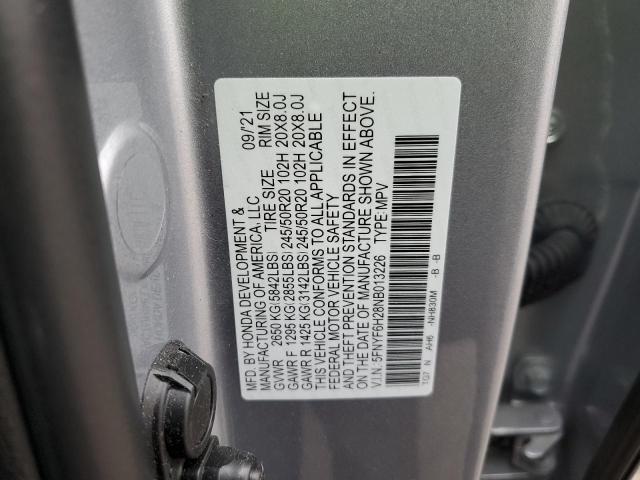 MFD. BY HONDA DEVELOPMENT & 09/'21
MANUFACTURING OF AMERICA, LLC
TIRE SIZE RIM SIZE
GVWR 2650 KG(5842LBS)
GAWR F 1295 KG(2855LBS) 245/50R20 102H 20X8.0J
GAWR R 1425 KG(3142LBS) 245/50R20 102H 20X8.0J
THIS VEHICLE CONFORMS TO ALL APPLICABLE
FEDERAL MOTOR VEHICLE SAFETY
THEFT PREVENTION STANDARDS IN EFFECT
ON THE DATE OF MANUFACTURE SHOWN ABOVE.
V.I.N. 5FNYF6H28NB013226 TYPE:MPV
TG7 N AH6 -NH830M -B -B